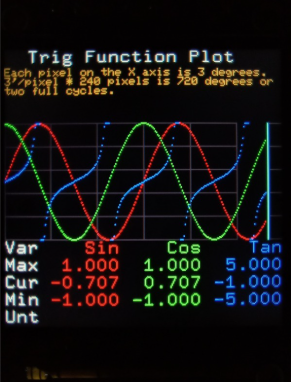 Trig Function Plot
Each pixel on the X axis is 3 degrees.
3°/pixel * 240 pixels is 720 degrees or
two full cycles.
Var Sin Cos Tan
Max 1.000 1.000 5.000
Cur -0.707 0.707 -1.000
Min -1.000 -1.000 -5.000
Unt